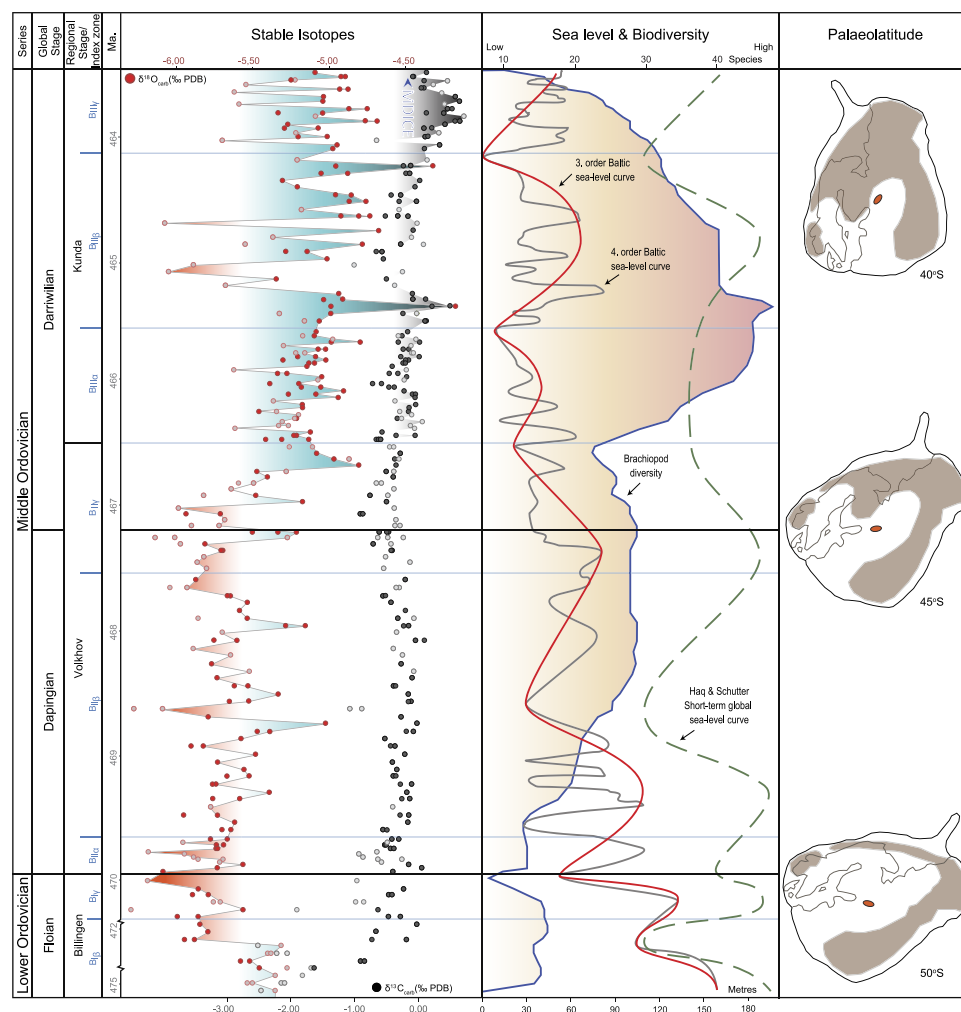 Series
Global
Stage
Regional
Stage/
Index zone
Ma.
Stable Isotopes
Sea level & Biodiversity
Palaeolatitude
-6,00
-5,50
-5,00
-4,50
δ18Ocarb(‰ PDB)
Low
High
10
20
30
40
Species
Middle Ordovician
Lower Ordovician
Darriwilian
Dapingian
Floian
Kunda
Volkhov
Billingen
BIIIγ
BIIIβ
BIIIα
BIIγ
BIIβ
BIIα
BIγ
BIβ
464
465
466
467
468
469
470
472
475
MDICE
3, order Baltic
sea-level curve
4, order Baltic
sea-level curve
Brachiopod
diversity
Haq & Schutter
Short-term global
sea-level curve
40°S
45°S
50°S
δ13Ccarb(‰ PDB)
Metres
-3.00
-2.00
-1.00
0.00
0
10
30
50
70
90
120
160